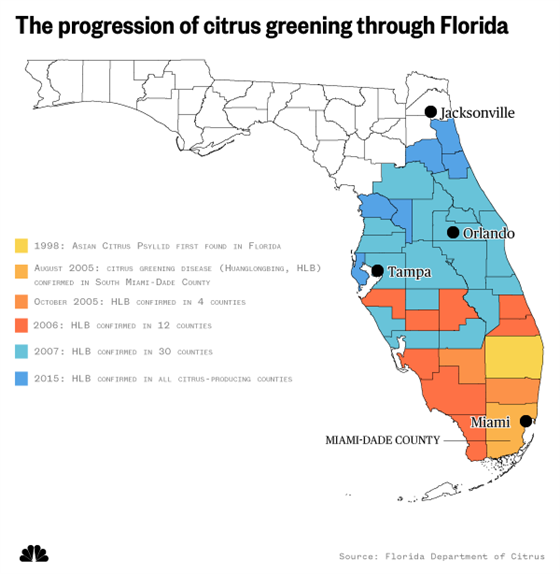 The progression of citrus greening through Florida
Jacksonville
Orlando
Tampa
1998: Asian Citrus Psyllid first found in Florida
August 2005: citrus greening disease (Huanglongbing, HLB)
confirmed in South Miami-Dade County
October 2005: HLB confirmed in 4 counties
2006: HLB confirmed in 12 counties
2007: HLB confirmed in 30 counties
2015: HLB confirmed in all citrus-producing counties
Miami
MIAMI-DADE COUNTY
Source: Florida Department of Citrus